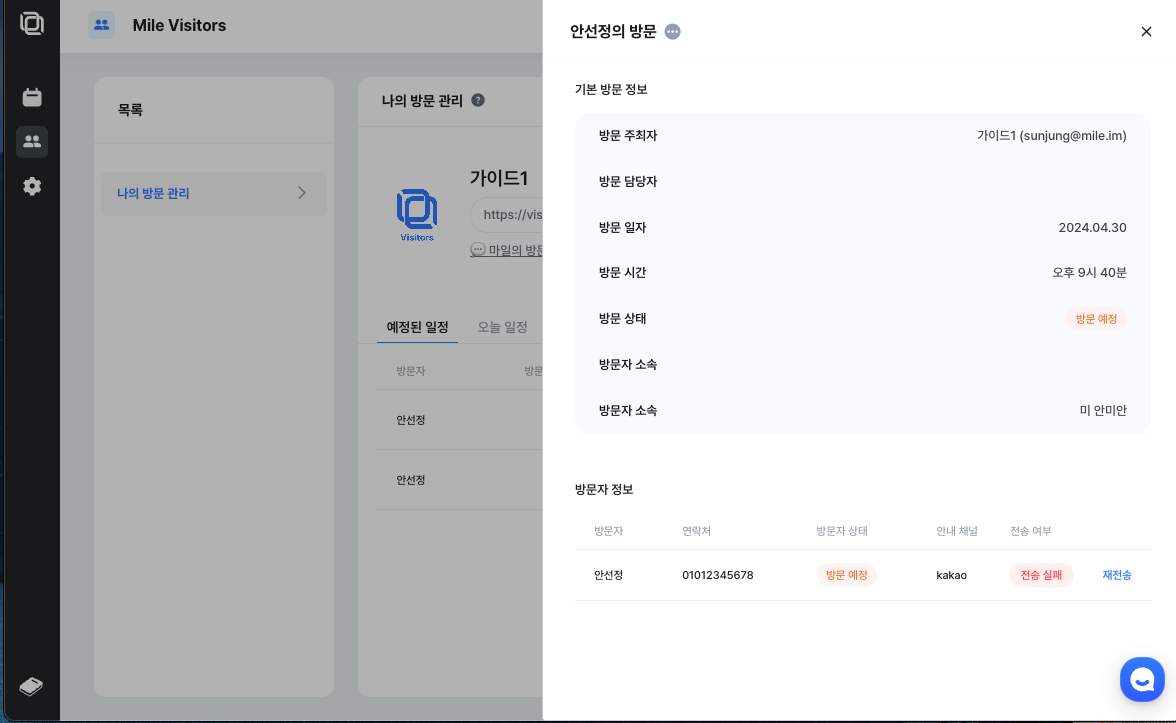 Mile Visitors
목록
나의 방문 관리
나의 방문 관리
가이드1
Visitors
https://vis
마일의 방문
예정된 일정 오늘 일정
방문자 방문
안선정
안선정
안선정의 방문
기본 방문 정보
방문 주최자 가이드1 (sunjung@mile.im)
방문 담당자
방문 일자 2024.04.30
방문 시간 오후 9시 40분
방문 상태 방문 예정
방문자 소속
방문자 소속 미 안미안
방문자 정보
방문자 연락처 방문자 상태 안내 채널 전송 여부
안선정 01012345678 방문 예정 kakao 전송 실패 재전송